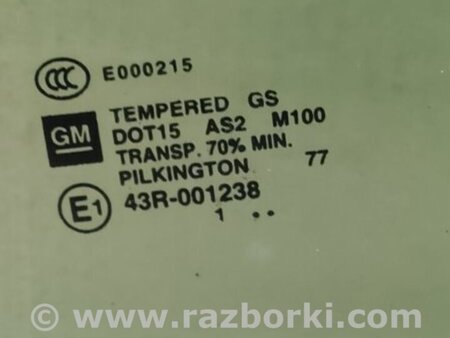 CCC E000215
GM TEMPERED GS
DOT15 AS2 M100
TRANSP. 70% MIN.
PILKINGTON 77
E1 43R-001238
1 ..
© www.razborki.com